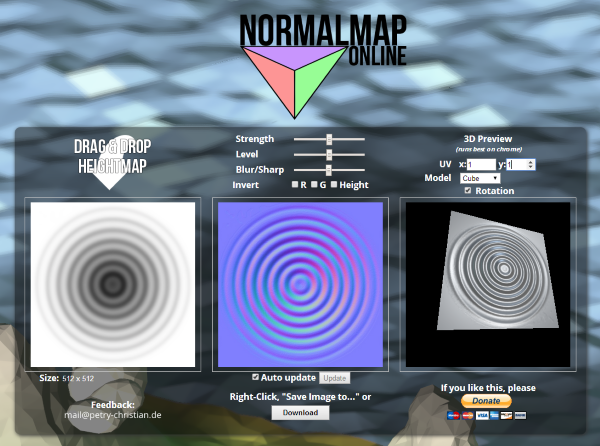 NORMALMAP
ONLINE
DRAG & DROP
HEIGHTMAP
Strength
Level
Blur/Sharp
Invert R G Height
3D Preview
(runs best on chrome)
UV x: 1 y: 1
Model Cube
Rotation
Size: 512 x 512
Auto update Update
Feedback:
mail@petry-christian.de
Right-Click, "Save Image to..." or
Download
If you like this, please
Donate